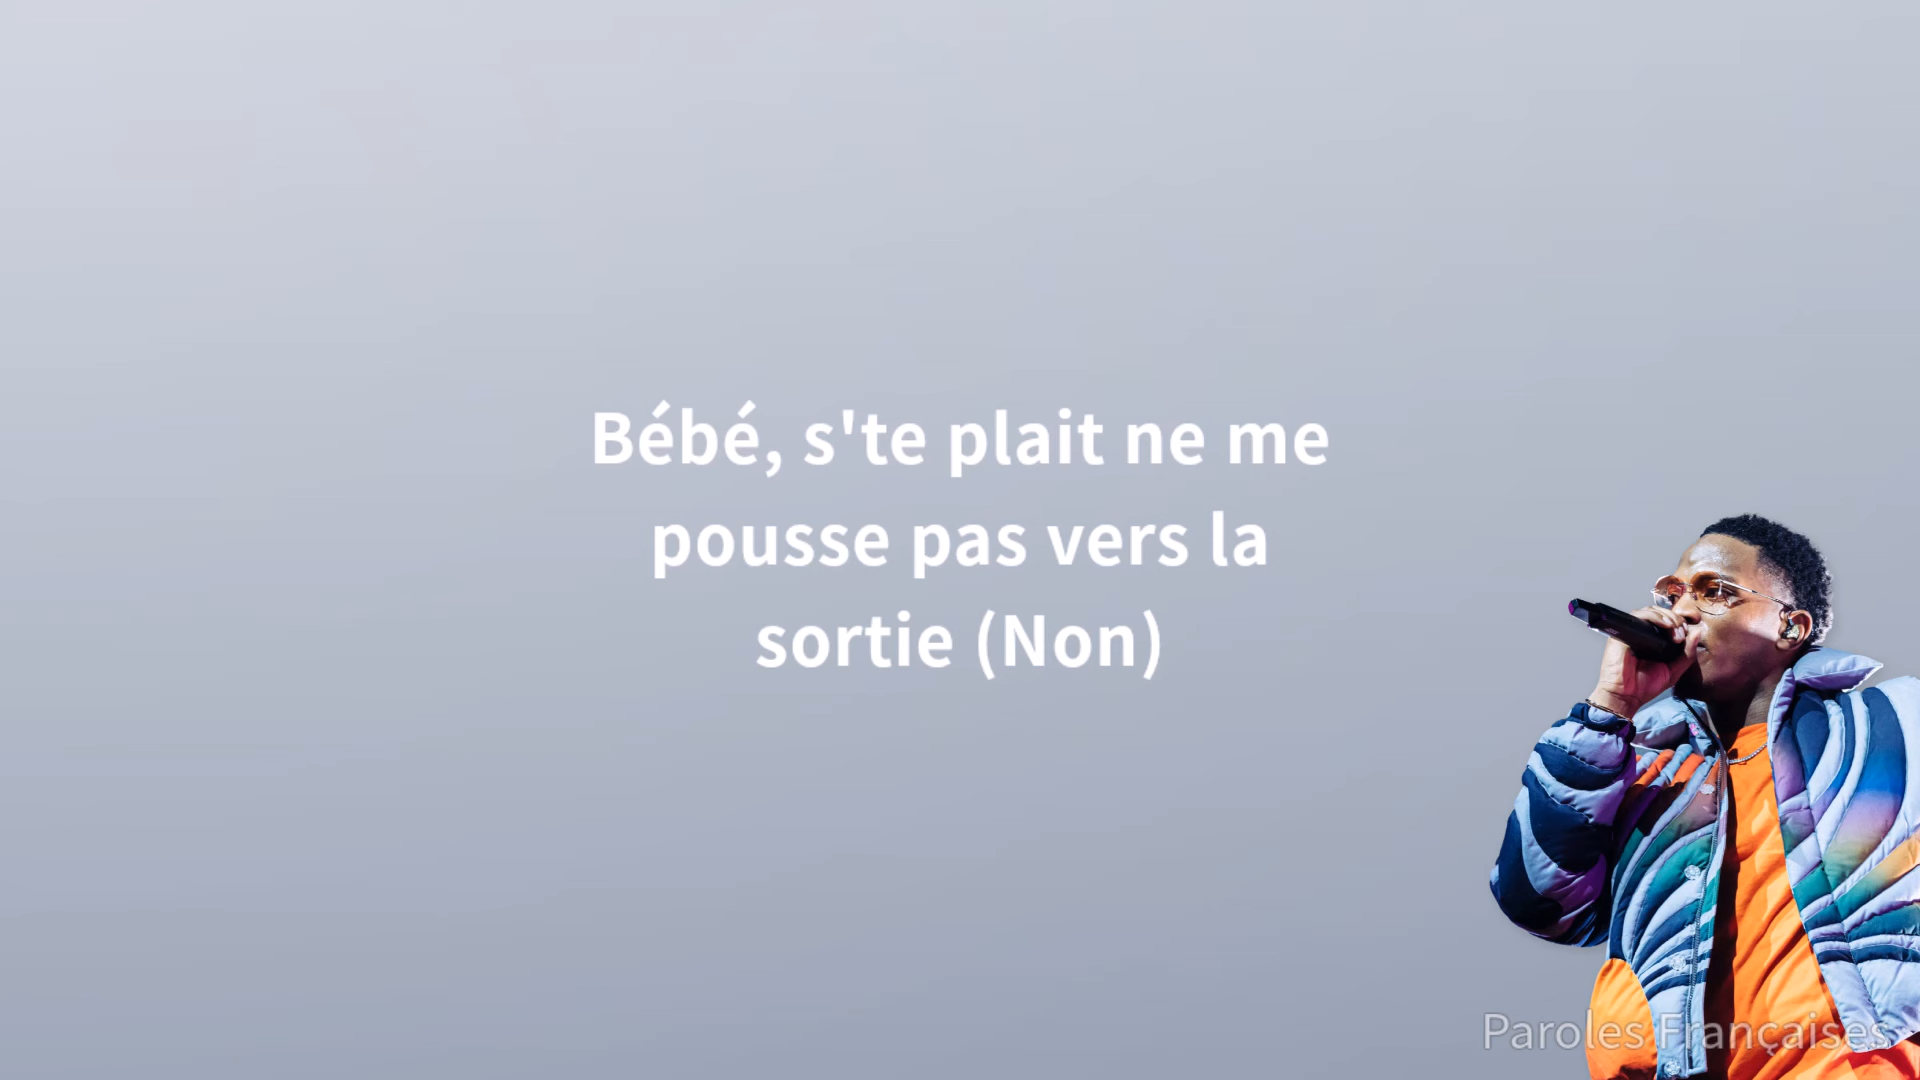 Bébé, s'te plait ne me
pousse pas vers la
sortie (Non)
Paroles Françaises